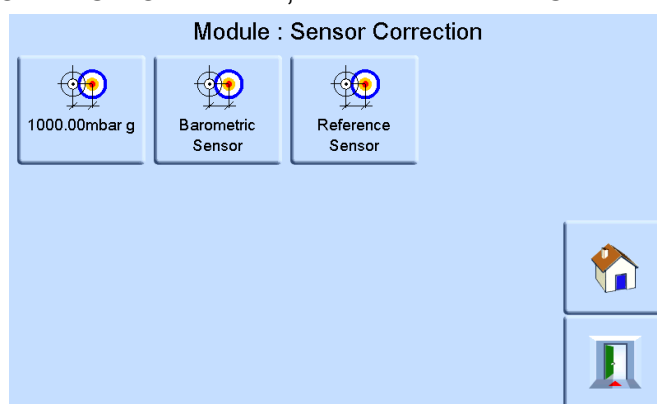 Module : Sensor Correction
1000.00mbar g
Barometric
Sensor
Reference
Sensor